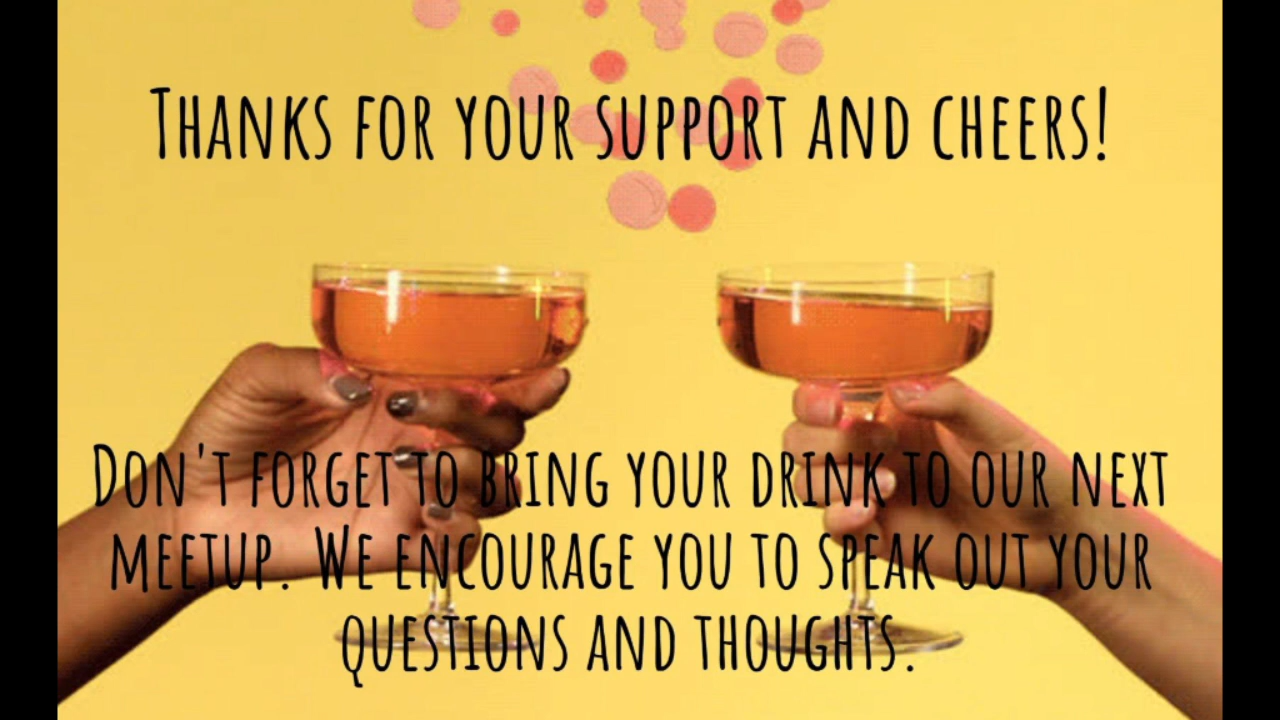 Thanks for your support and cheers!
Don't forget to bring your drink to our next
meetup. We encourage you to speak out your
questions and thoughts.